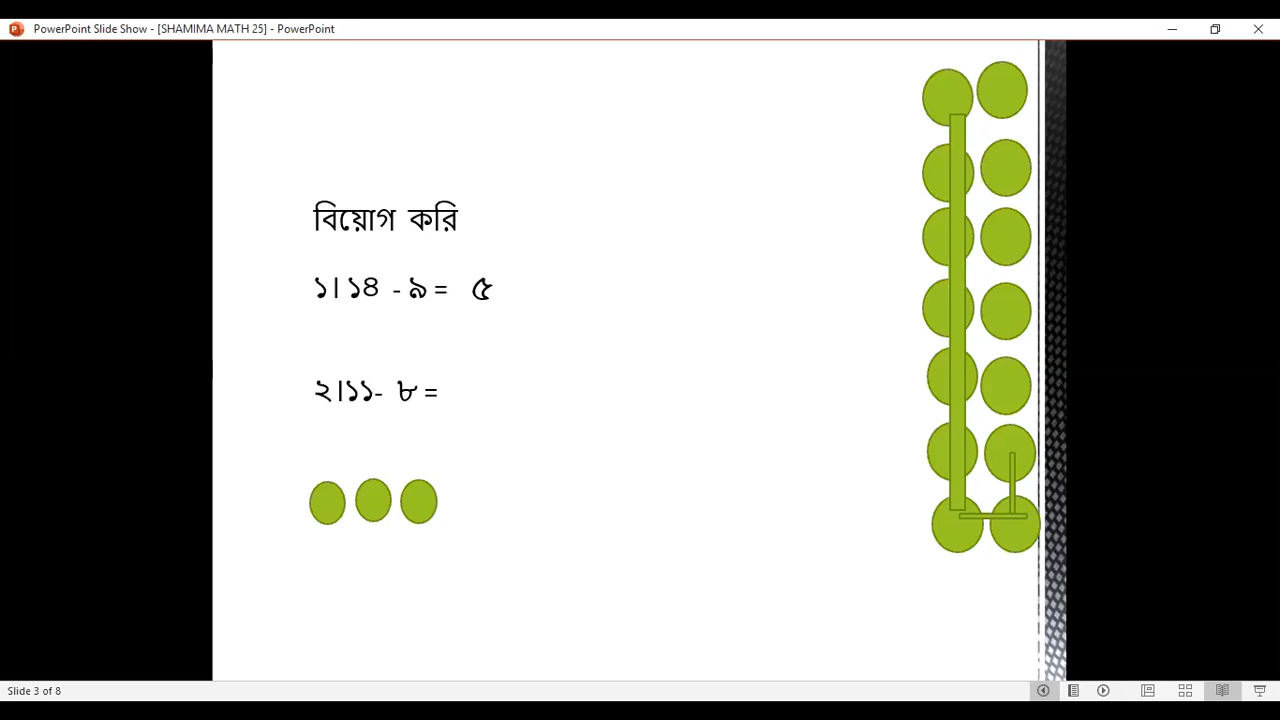 PowerPoint Slide Show - [SHAMIMA MATH 25] - PowerPoint
বিয়োগ করি
১। ১৪ - ৯ = ৫
২।১১- ৮ =
Slide 3 of 8